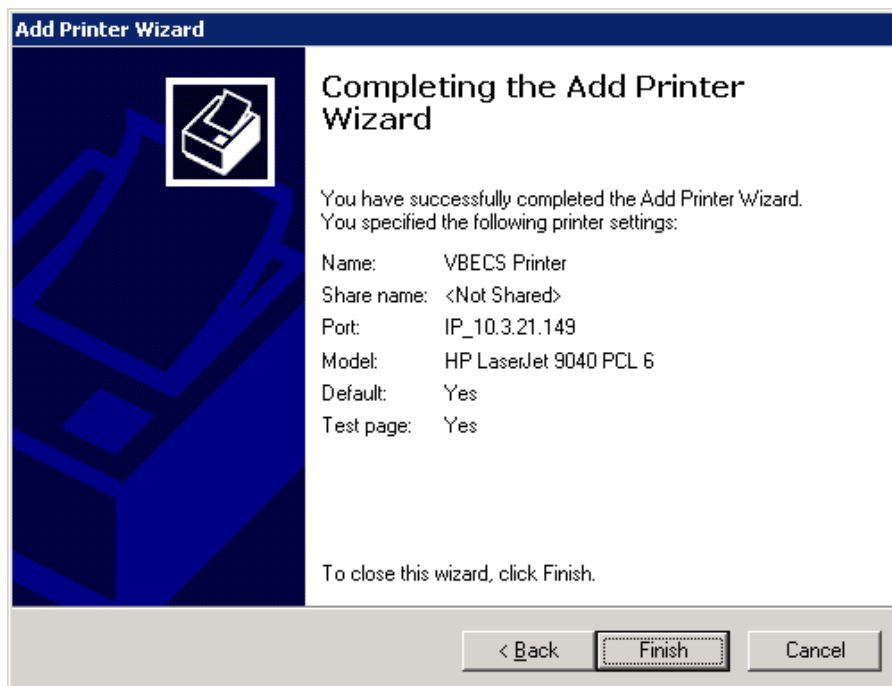 Add Printer Wizard
Completing the Add Printer
Wizard
You have successfully completed the Add Printer Wizard.
You specified the following printer settings:
Name: VBECS Printer
Share name: <Not Shared>
Port: IP_10.3.21.149
Model: HP LaserJet 9040 PCL 6
Default: Yes
Test page: Yes
To close this wizard, click Finish.
< Back Finish Cancel